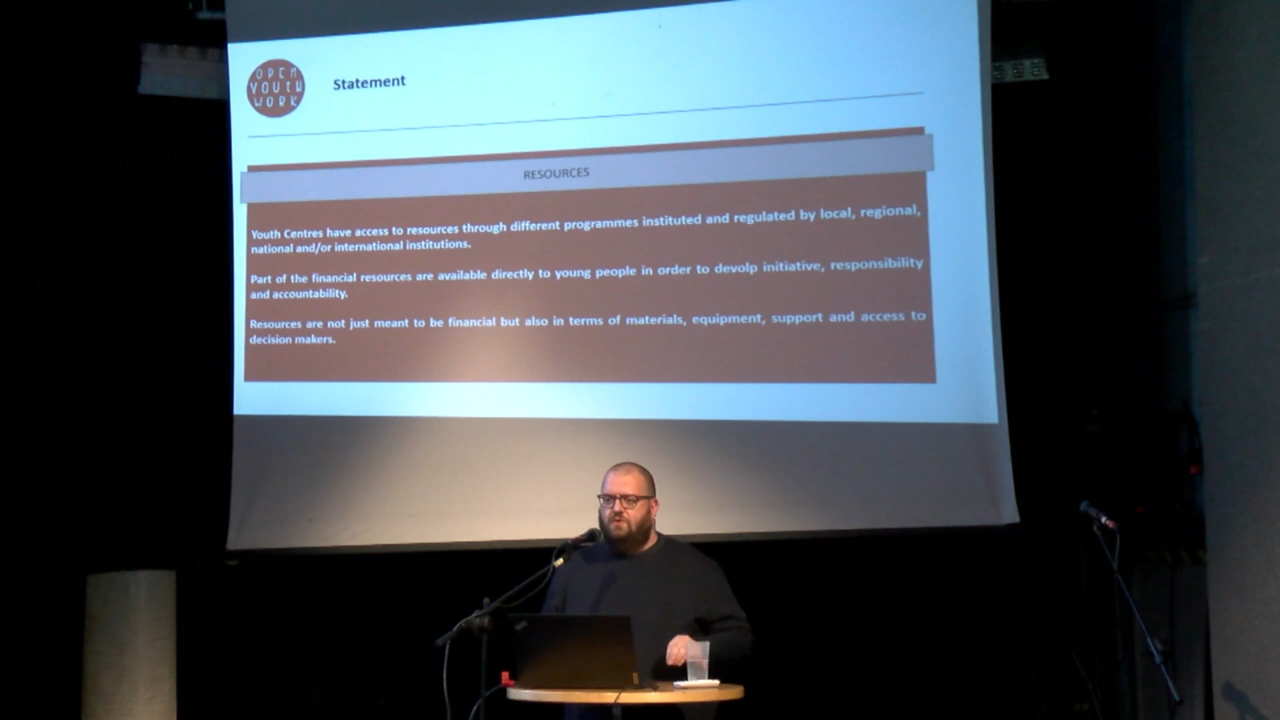 OPEN
YOUTH
WORK
Statement
RESOURCES
Youth Centres have access to resources through different programmes instituted and regulated by local, regional,
national and/or international institutions.
Part of the financial resources are available directly to young people in order to devolp initiative, responsibility
and accountability.
Resources are not just meant to be financial but also in terms of materials, equipment, support and access to
decision makers.